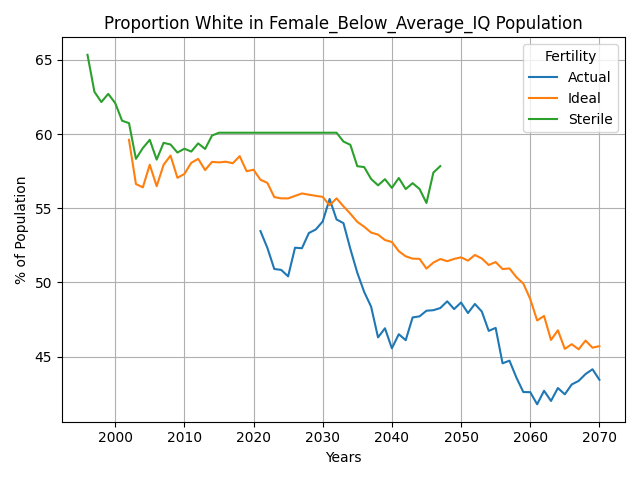 Proportion White in Female_Below_Average_IQ Population
Fertility
Actual
Ideal
Sterile
% of Population
65
60
55
50
45
2000
2010
2020
2030
2040
2050
2060
2070
Years